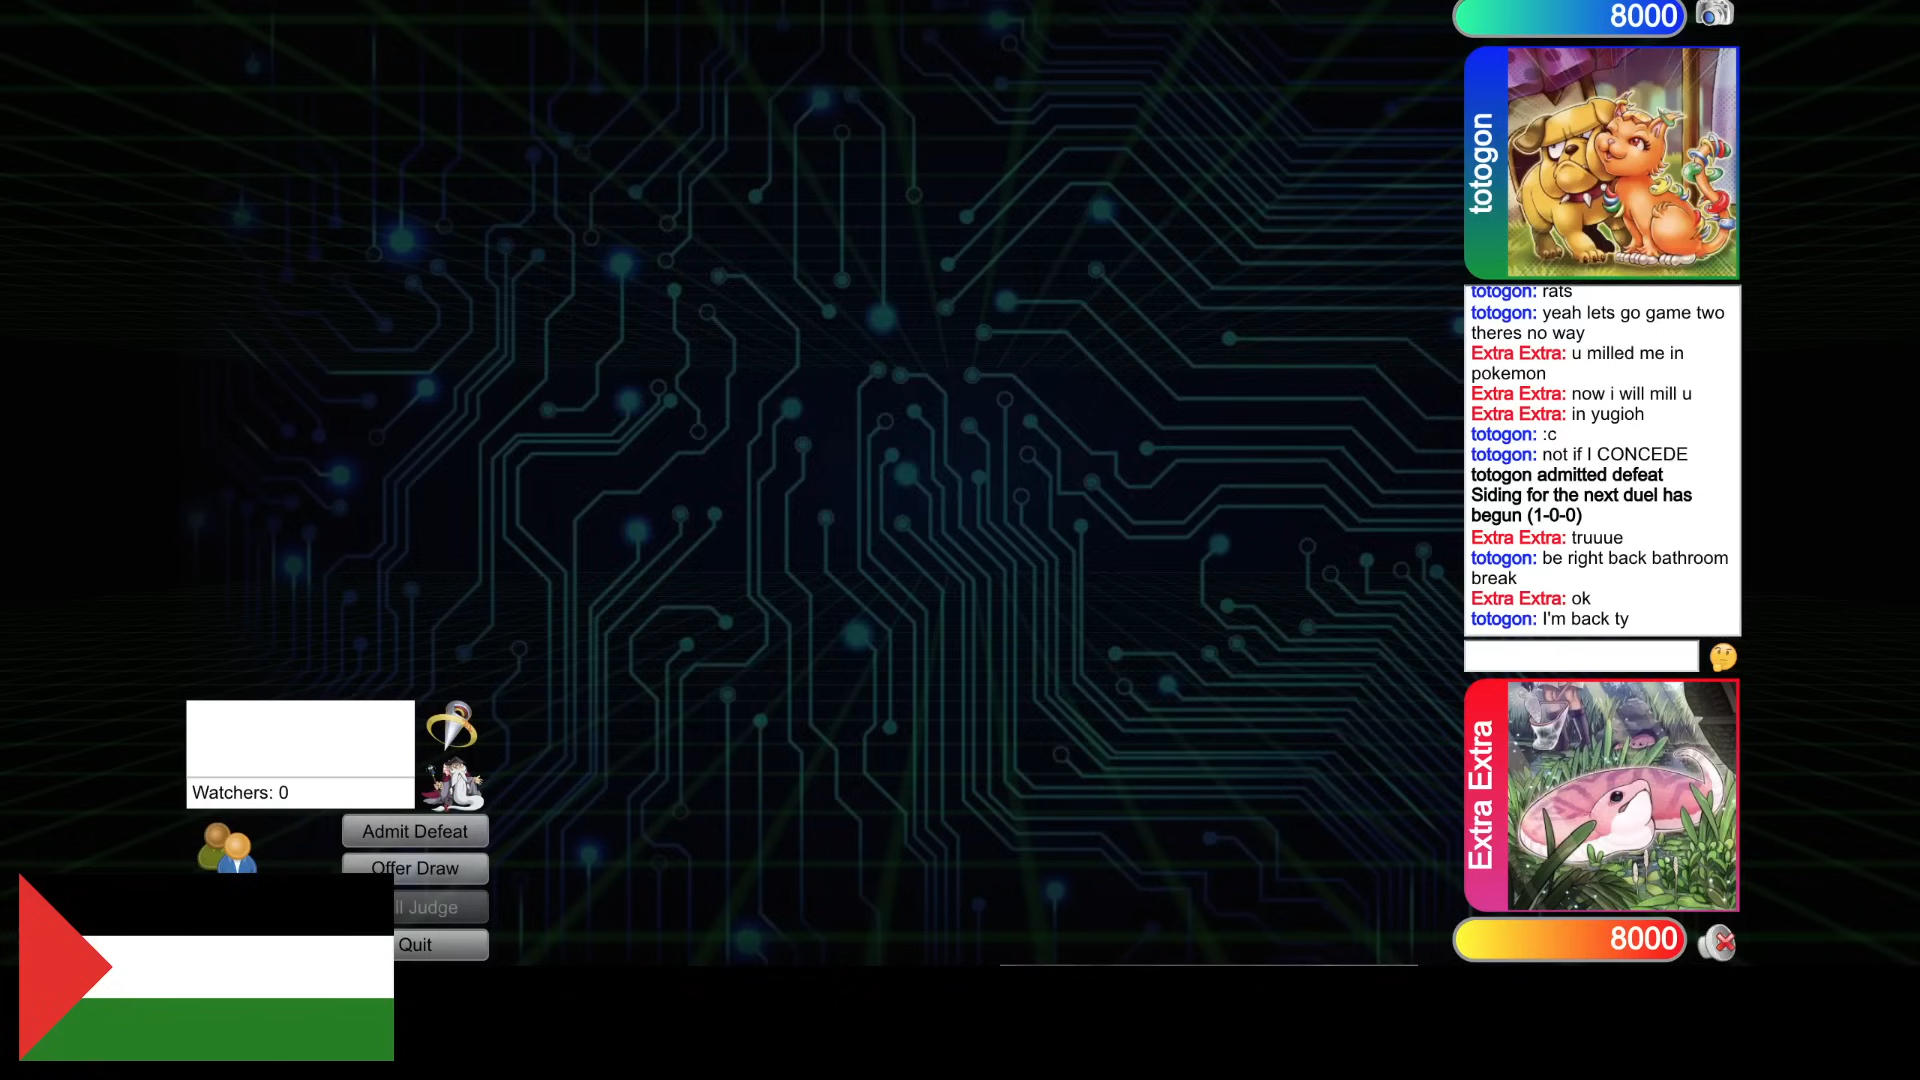 8000
totogon
totogon: rats
totogon: yeah lets go game two
theres no way
Extra Extra: u milled me in
pokemon
Extra Extra: now i will mill u
Extra Extra: in yugioh
totogon: :c
totogon: not if I CONCEDE
totogon admitted defeat
Siding for the next duel has
begun (1-0-0)
Extra Extra: truuue
totogon: be right back bathroom
break
Extra Extra: ok
totogon: I'm back ty
Extra Extra
8000
Watchers: 0
Admit Defeat
Offer Draw
ll Judge
Quit